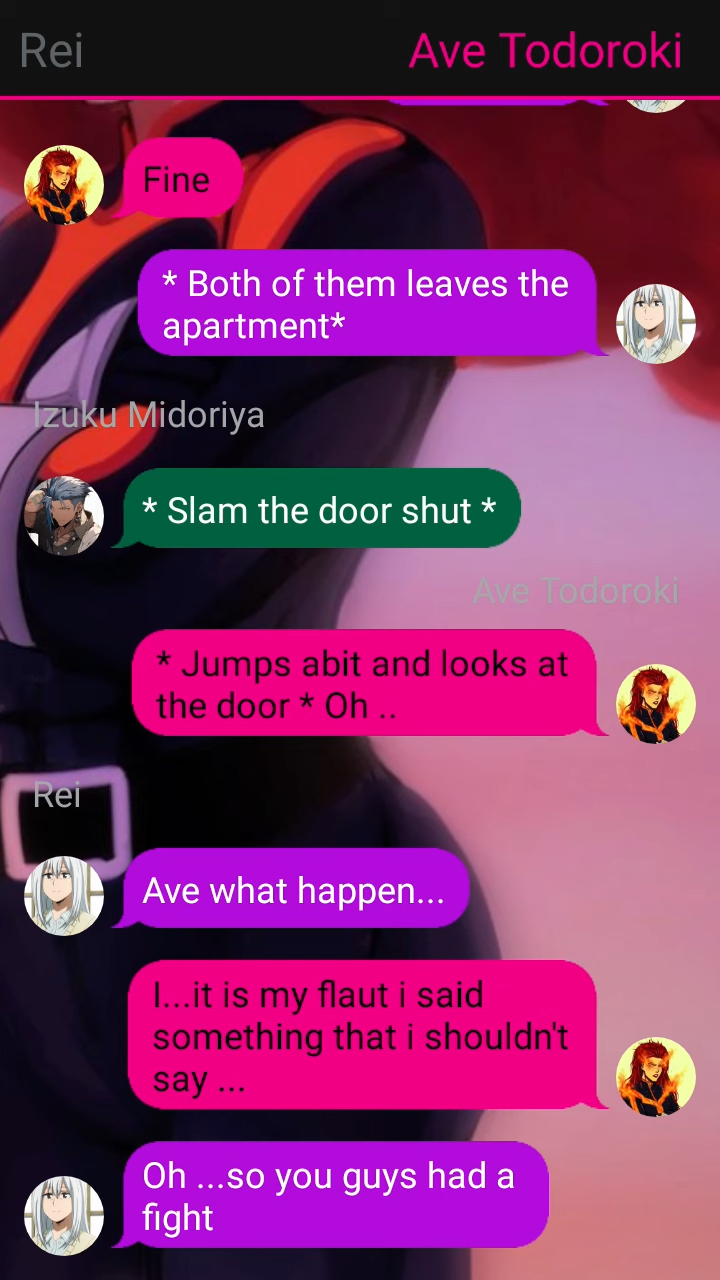 Rei
Ave Todoroki
Fine
* Both of them leaves the
apartment*
Izuku Midoriya
* Slam the door shut *
Ave Todoroki
* Jumps abit and looks at
the door * Oh ..
Rei
Ave what happen...
I...it is my flaut i said
something that i shouldn't
say ...
Oh ...so you guys had a
fight